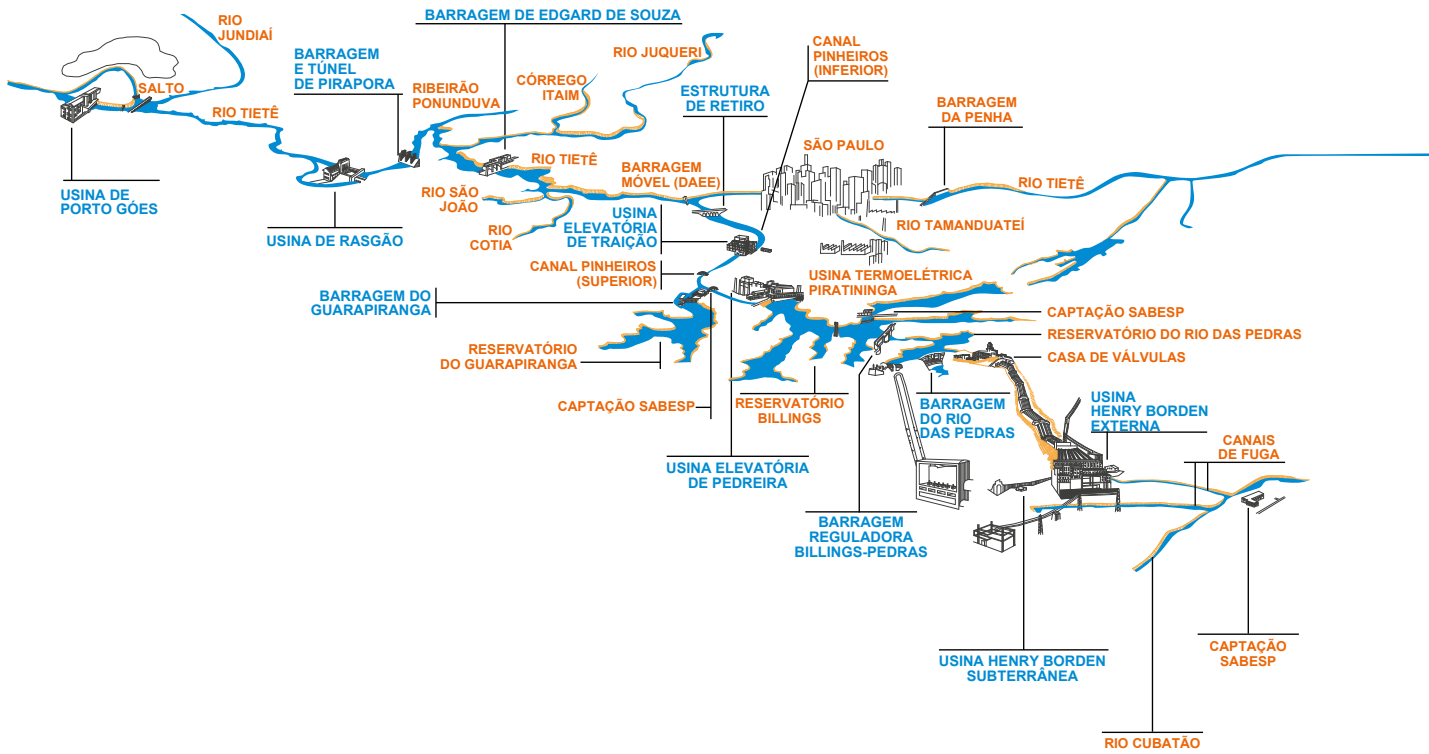 RIO
JUNDIAÍ
BARRAGEM DE EDGARD DE SOUZA
BARRAGEM
E TÚNEL
DE PIRAPORA
RIO JUQUERI
CANAL
PINHEIROS
(INFERIOR)
SALTO
RIBEIRÃO
PONUNDUVA
CÓRREGO
ITAIM
ESTRUTURA
DE RETIRO
RIO TIETÊ
BARRAGEM
DA PENHA
SÃO PAULO
RIO TIETÊ
BARRAGEM
MÓVEL (DAEE)
RIO TIETÊ
USINA DE
PORTO GÓES
RIO SÃO
JOÃO
USINA DE RASGÃO
RIO
COTIA
USINA
ELEVATÓRIA
DE TRAIÇÃO
RIO TAMANDUATEÍ
CANAL PINHEIROS
(SUPERIOR)
USINA TERMOELÉTRICA
PIRATININGA
BARRAGEM DO
GUARAPIRANGA
CAPTAÇÃO SABESP
RESERVATÓRIO DO RIO DAS PEDRAS
CASA DE VÁLVULAS
RESERVATÓRIO
DO GUARAPIRANGA
CAPTAÇÃO SABESP
RESERVATÓRIO
BILLINGS
BARRAGEM
DO RIO
DAS PEDRAS
USINA
HENRY BORDEN
EXTERNA
CANAIS
DE FUGA
USINA ELEVATÓRIA
DE PEDREIRA
BARRAGEM
REGULADORA
BILLINGS-PEDRAS
USINA HENRY BORDEN
SUBTERRÂNEA
CAPTAÇÃO
SABESP
RIO CUBATÃO